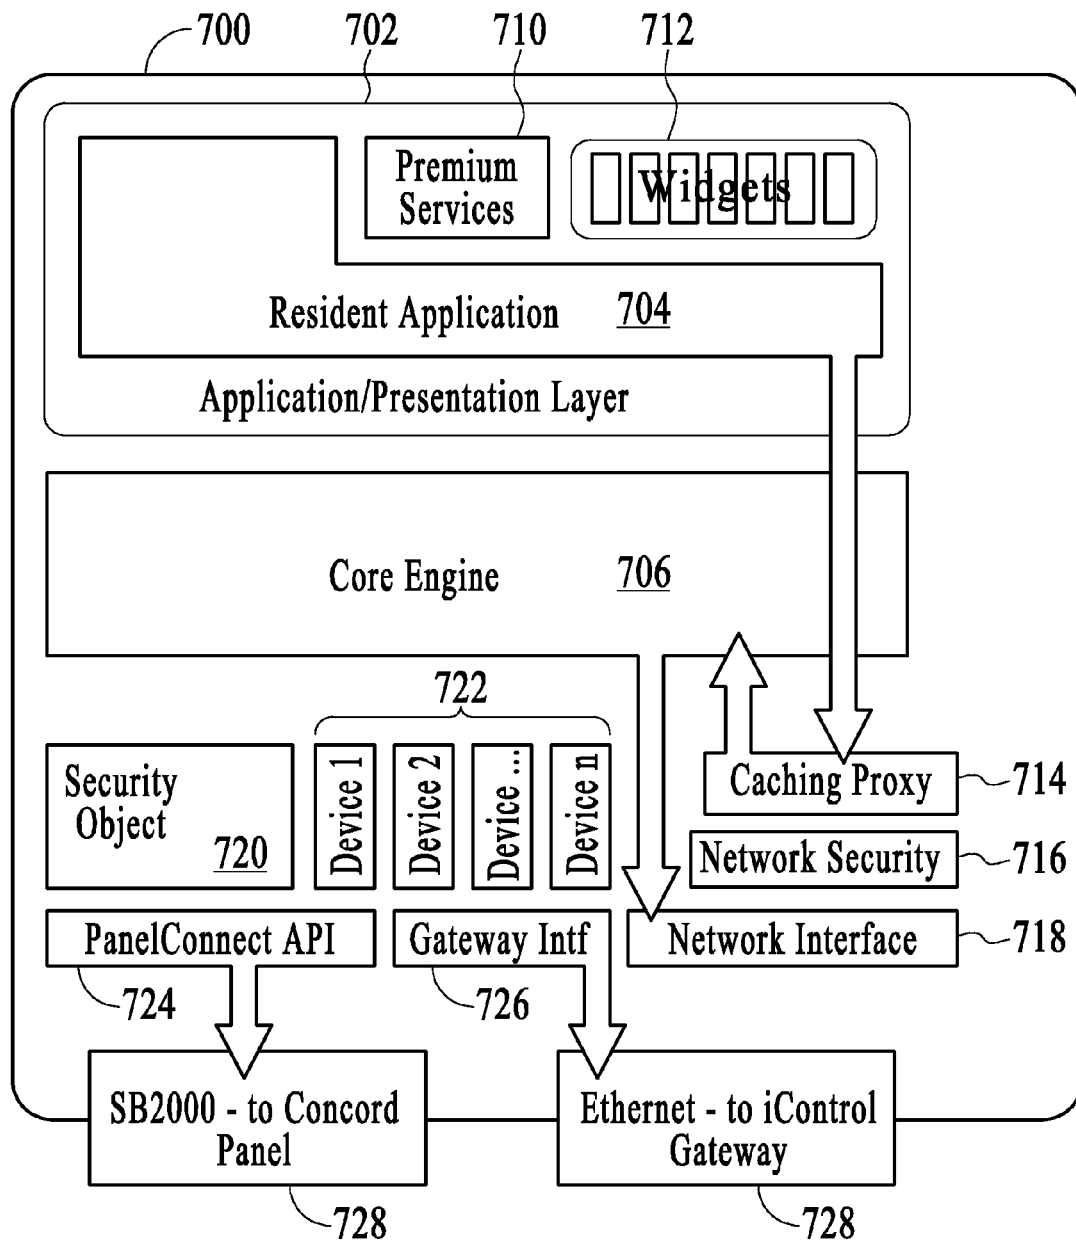 700
702
710
712
Premium
Services
Widgets
Resident Application 704
Application/Presentation Layer
Core Engine 706
722
Security
Object
720
Device 1
Device 2
Device ...
Device n
Caching Proxy
714
Network Security
716
PanelConnect API
Gateway Intf
Network Interface
718
724
726
SB2000 - to Concord
Panel
Ethernet - to iControl
Gateway
728
728